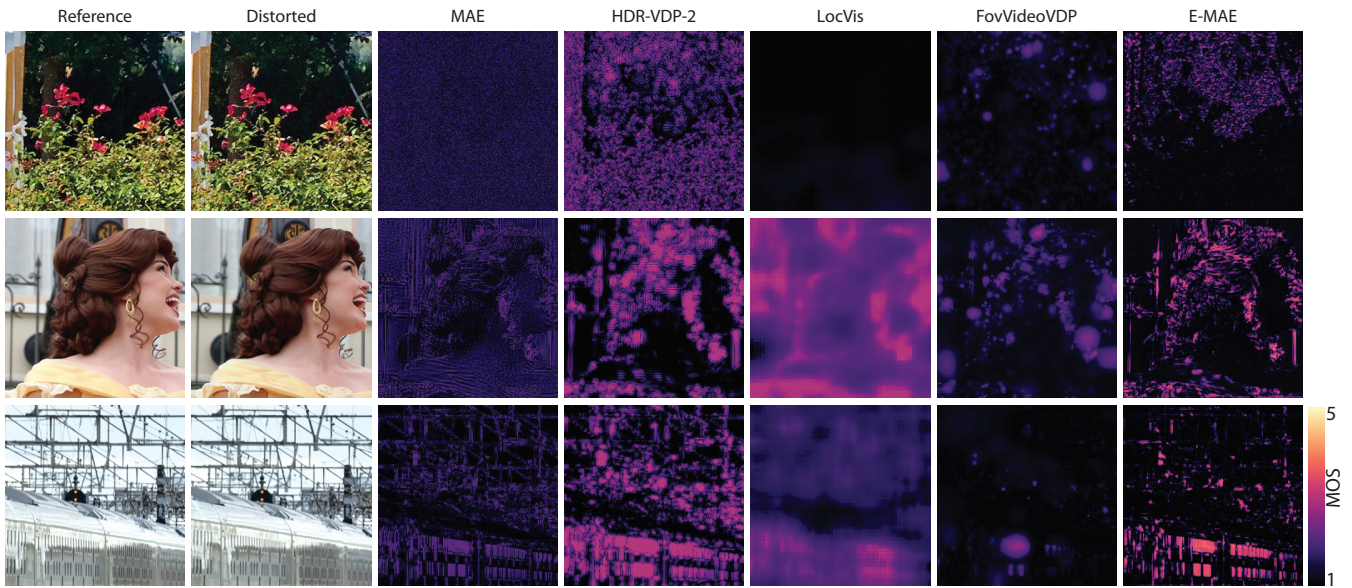 Reference Distorted MAE HDR-VDP-2 LocVis FovVideoVDP E-MAE
5
MOS
1